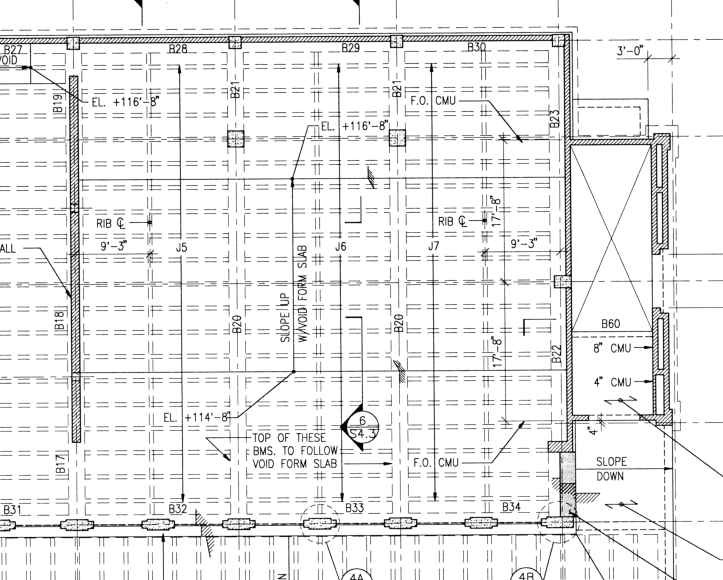 B27
B28
B29
B30
VOID
3'-0"
B19
EL. +116'-8"
B21
B21
F.O. CMU
B23
EL. +116'-8"
RIB ℄
RIB ℄
17'-8"
ALL
9'-3"
J5
J6
J7
9'-3"
SLOPE UP
W/VOID FORM SLAB
B18
B20
B20
B60
17'-8"
B22
8" CMU
4" CMU
EL. +114'-8"
6
S4.3
4"
TOP OF THESE
BMS. TO FOLLOW
VOID FORM SLAB
B17
F.O. CMU
SLOPE
DOWN
B31
B32
B33
B34
N
4A
4B